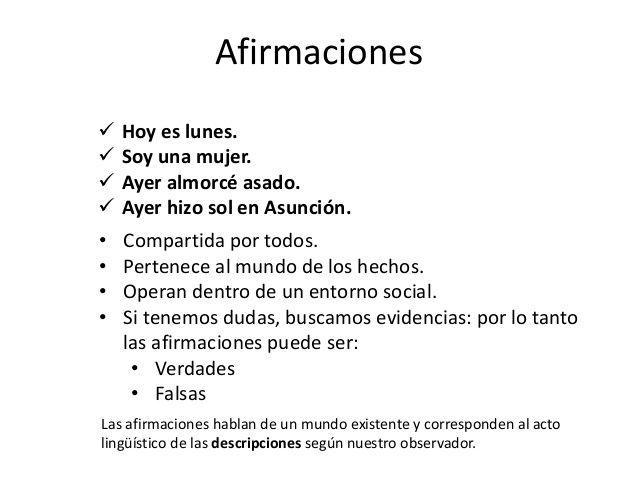 Afirmaciones
✓ Hoy es lunes.
✓ Soy una mujer.
✓ Ayer almorcé asado.
✓ Ayer hizo sol en Asunción.
• Compartida por todos.
• Pertenece al mundo de los hechos.
• Operan dentro de un entorno social.
• Si tenemos dudas, buscamos evidencias: por lo tanto
las afirmaciones puede ser:
• Verdades
• Falsas
Las afirmaciones hablan de un mundo existente y corresponden al acto
lingüístico de las descripciones según nuestro observador.